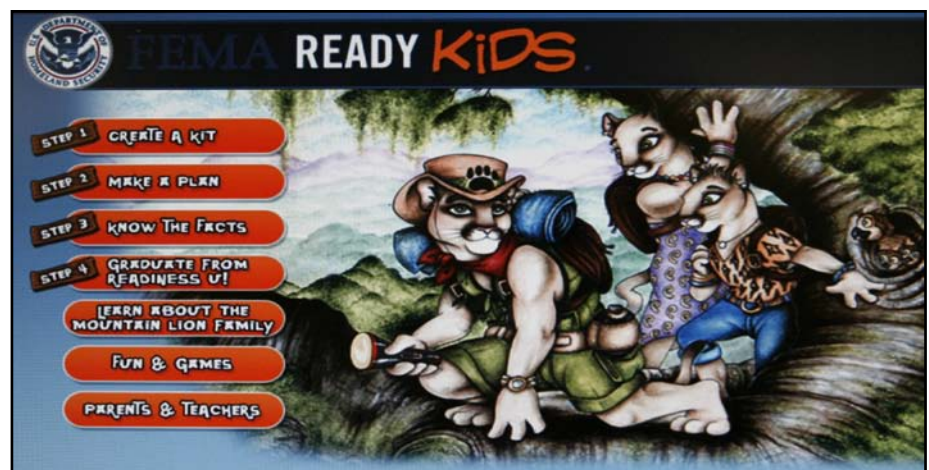 U.S. DEPARTMENT OF HOMELAND SECURITY
FEMA READY KiDS.
STEP 1 CREATE A KIT
STEP 2 MAKE A PLAN
STEP 3 KNOW THE FACTS
STEP 4 GRADUATE FROM
READINESS U!
LEARN ABOUT THE
MOUNTAIN LION FAMILY
FUN & GAMES
PARENTS & TEACHERS